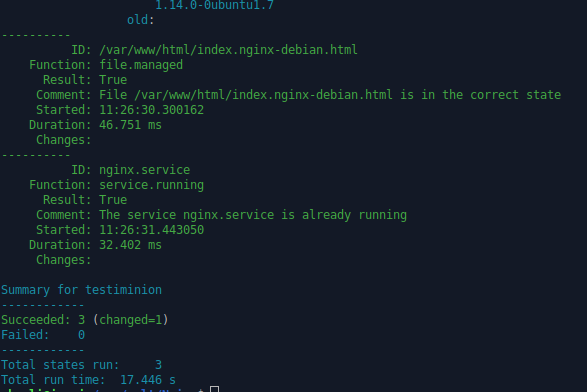 1.14.0-0ubuntu1.7
old:
----------
ID: /var/www/html/index.nginx-debian.html
Function: file.managed
Result: True
Comment: File /var/www/html/index.nginx-debian.html is in the correct state
Started: 11:26:30.300162
Duration: 46.751 ms
Changes:
----------
ID: nginx.service
Function: service.running
Result: True
Comment: The service nginx.service is already running
Started: 11:26:31.443050
Duration: 32.402 ms
Changes:
Summary for testiminion
------------
Succeeded: 3 (changed=1)
Failed: 0
------------
Total states run: 3
Total run time: 17.446 s